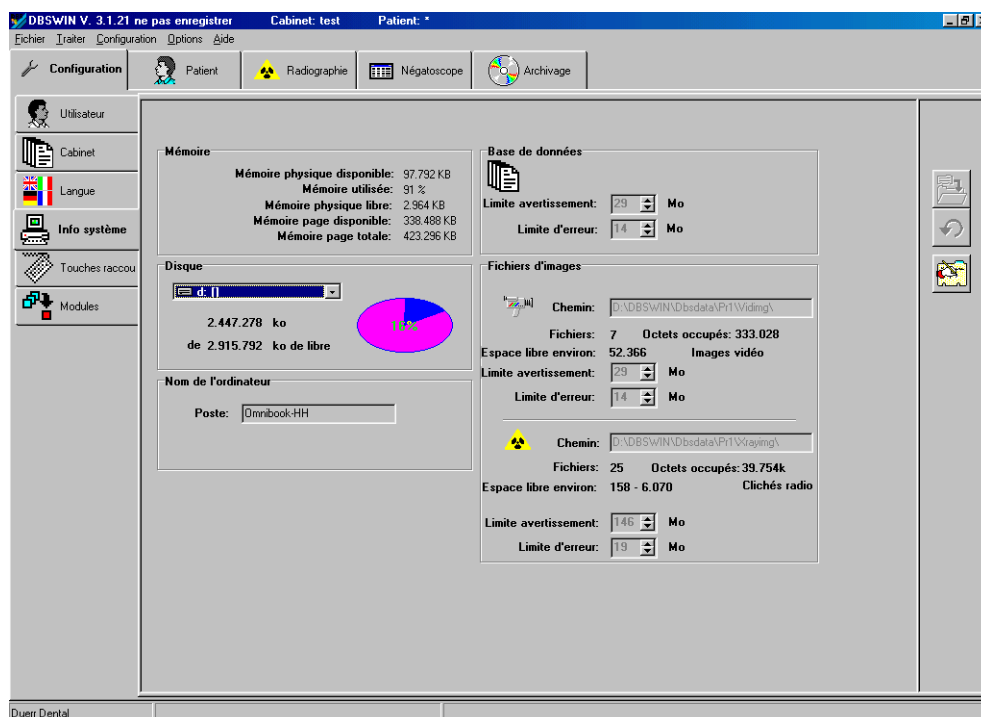 DBSWIN V. 3.1.21 ne pas enregistrer Cabinet: test Patient: *
Fichier Traiter Configuration Options Aide
Configuration Patient Radiographie Négatoscope Archivage
Utilisateur
Cabinet
Langue
Info système
Touches raccou
Modules
Mémoire
Mémoire physique disponible: 97.792 KB
Mémoire utilisée: 91 %
Mémoire physique libre: 2.964 KB
Mémoire page disponible: 338.488 KB
Mémoire page totale: 423.296 KB
Disque
d: []
2.447.278 ko
de 2.915.792 ko de libre
16%
Nom de l'ordinateur
Poste: Omnibook-HH
Base de données
Limite avertissement: 29 Mo
Limite d'erreur: 14 Mo
Fichiers d'images
Chemin: D:\DBSWIN\Dbsdata\Pr1\Vidimg\
Fichiers: 7 Octets occupés: 333.028
Espace libre environ: 52.366 Images vidéo
Limite avertissement: 29 Mo
Limite d'erreur: 14 Mo
Chemin: D:\DBSWIN\Dbsdata\Pr1\Xrayimg\
Fichiers: 25 Octets occupés: 39.754k
Espace libre environ: 158 - 6.070 Clichés radio
Limite avertissement: 146 Mo
Limite d'erreur: 19 Mo
Duerr Dental